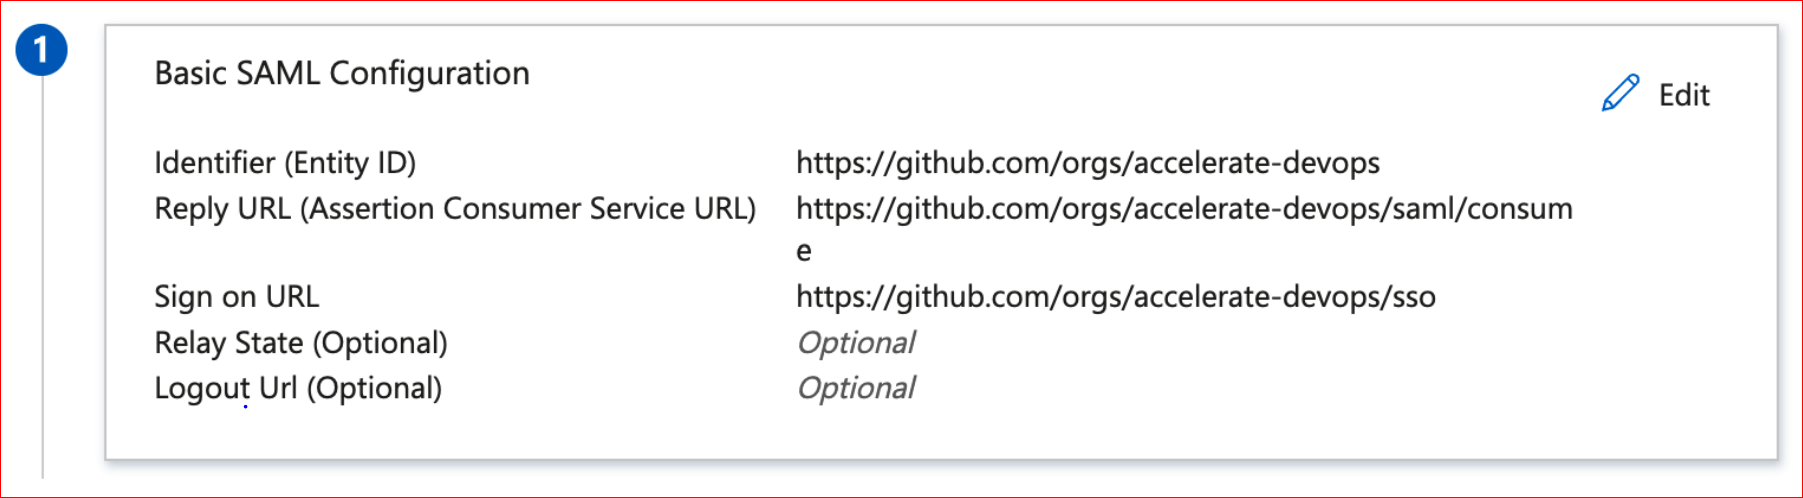 1
Basic SAML Configuration
Edit
Identifier (Entity ID) https://github.com/orgs/accelerate-devops
Reply URL (Assertion Consumer Service URL) https://github.com/orgs/accelerate-devops/saml/consum
e
Sign on URL https://github.com/orgs/accelerate-devops/sso
Relay State (Optional) Optional
Logout Url (Optional) Optional